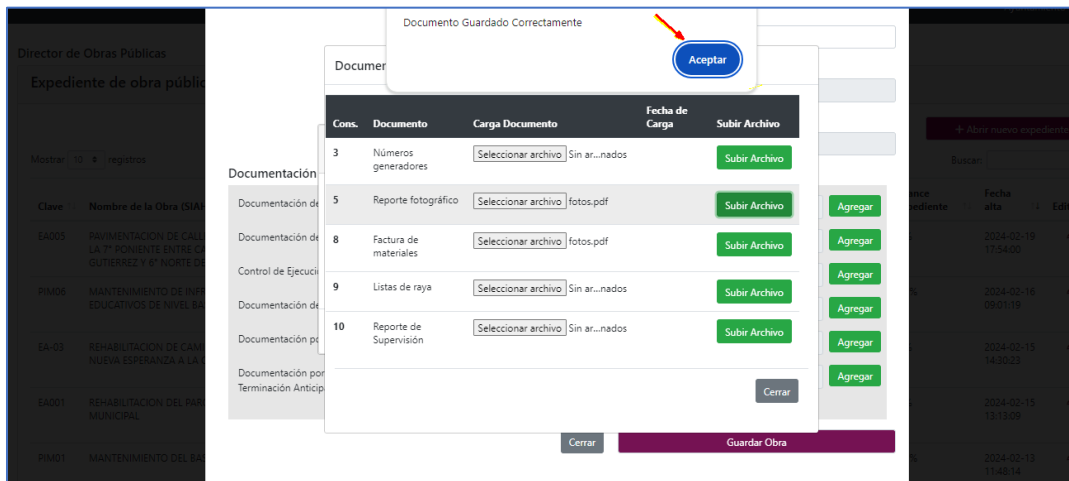 Documento Guardado Correctamente
Aceptar
Director de Obras Públicas
Expediente de obra públic
Documer
Cons. Documento Carga Documento Fecha de Carga Subir Archivo
3 Números generadores Seleccionar archivo Sin ar...nados Subir Archivo
5 Reporte fotográfico Seleccionar archivo fotos.pdf Subir Archivo
8 Factura de materiales Seleccionar archivo fotos.pdf Subir Archivo
9 Listas de raya Seleccionar archivo Sin ar...nados Subir Archivo
10 Reporte de Supervisión Seleccionar archivo Sin ar...nados Subir Archivo
Cerrar
+ Abrir nuevo expediente
Mostrar 10 registros
Buscar:
Documentación
Documentación de Agregar
Documentación de Agregar
Control de Ejecuci Agregar
Documentación de Agregar
Documentación po Agregar
Documentación por
Terminación Anticip Agregar
Cerrar Guardar Obra
Clave Nombre de la Obra (SIAH
Fecha alta
EA005 PAVIMENTACION DE CALL
LA 7° PONIENTE ENTRE CA
GUTIERREZ Y 6° NORTE DE
2024-02-19
17:54:00
PIM06 MANTENIMIENTO DE INFR
EDUCATIVOS DE NIVEL BA
2024-02-16
09:01:19
EA-03 REHABILITACION DE CAMI
NUEVA ESPERANZA A LA
2024-02-15
14:30:23
EA001 REHABILITACION DEL PAR
MUNICIPAL
2024-02-15
13:13:09
PIM01 MANTENIMIENTO DEL BAS
2024-02-13
11:48:14